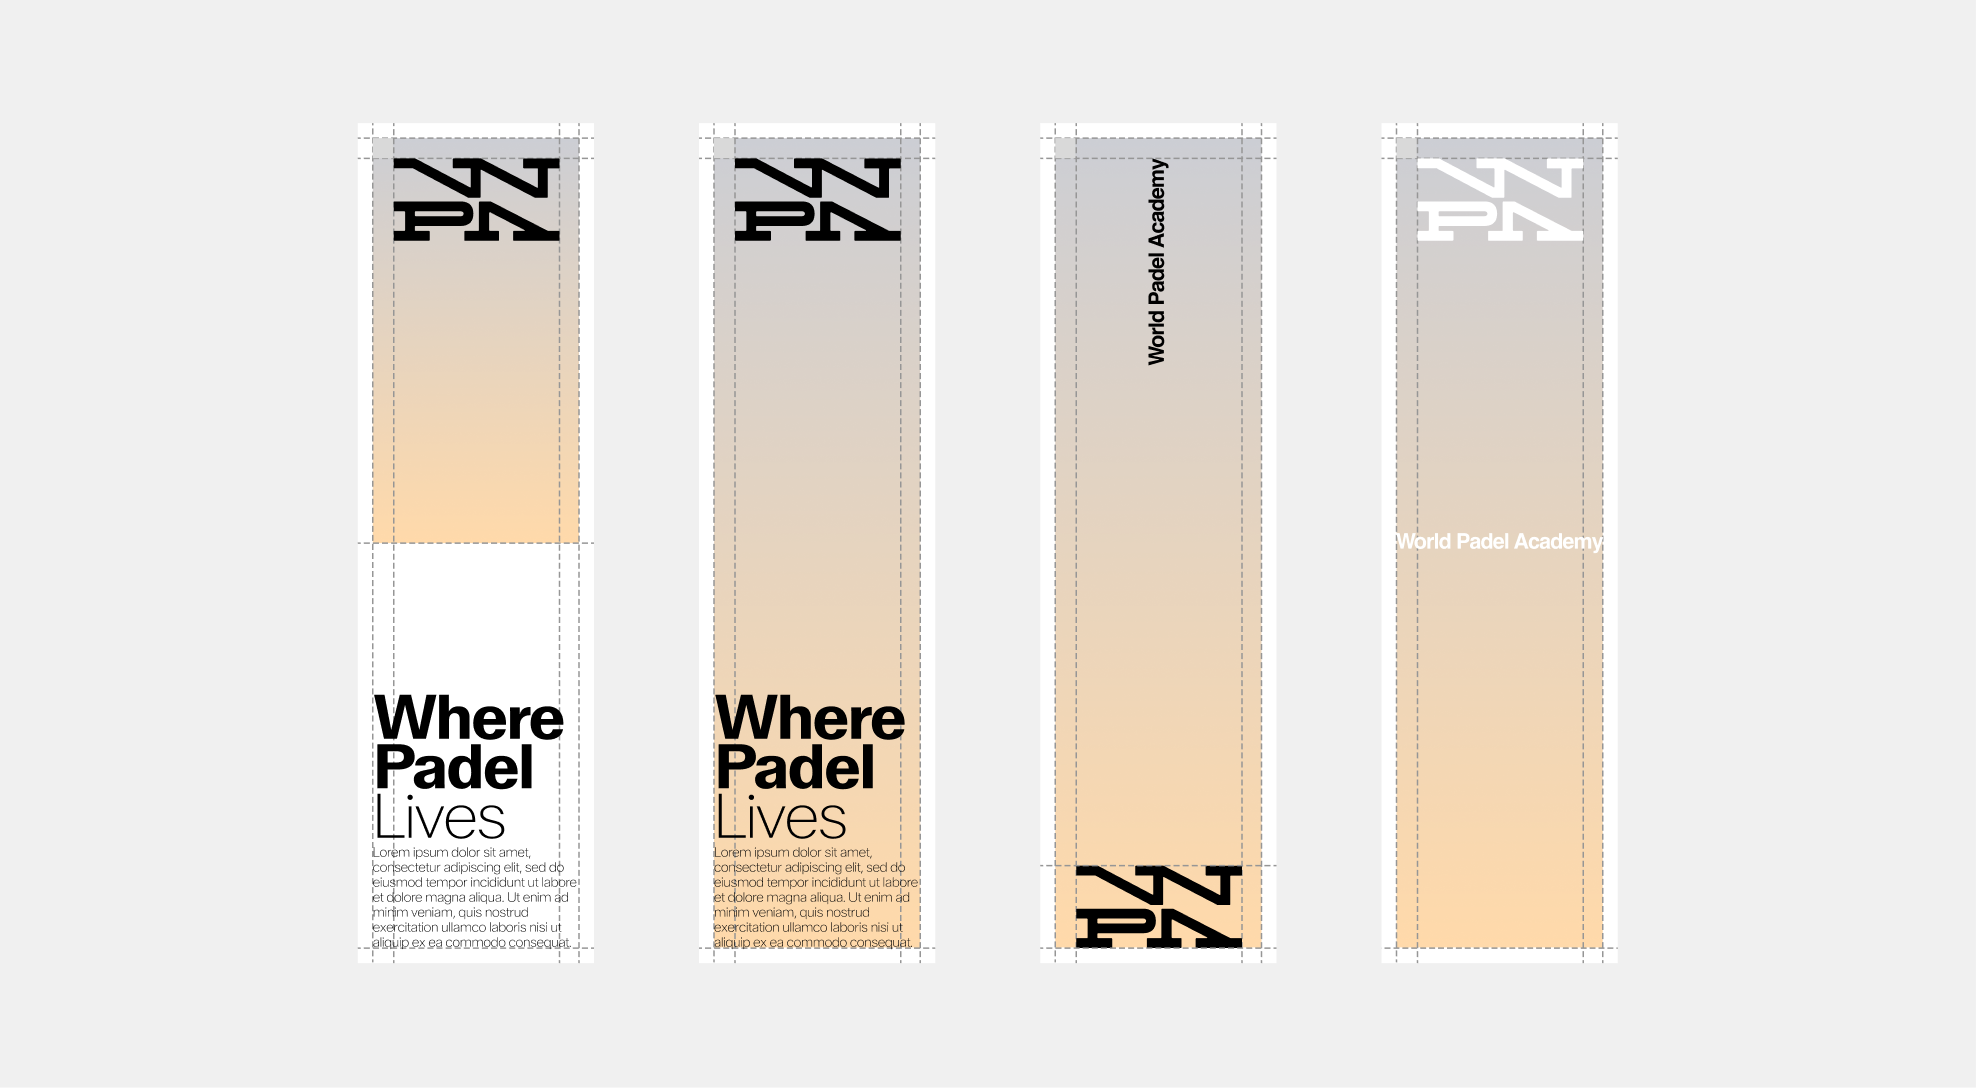 WPA
Where
Padel
Lives
Lorem ipsum dolor sit amet,
consectetur adipiscing elit, sed do
eiusmod tempor incididunt ut labore
et dolore magna aliqua. Ut enim ad
minim veniam, quis nostrud
exercitation ullamco laboris nisi ut
aliquip ex ea commodo consequat.
WPA
Where
Padel
Lives
Lorem ipsum dolor sit amet,
consectetur adipiscing elit, sed do
eiusmod tempor incididunt ut labore
et dolore magna aliqua. Ut enim ad
minim veniam, quis nostrud
exercitation ullamco laboris nisi ut
aliquip ex ea commodo consequat.
World Padel Academy
WPA
WPA
World Padel Academy